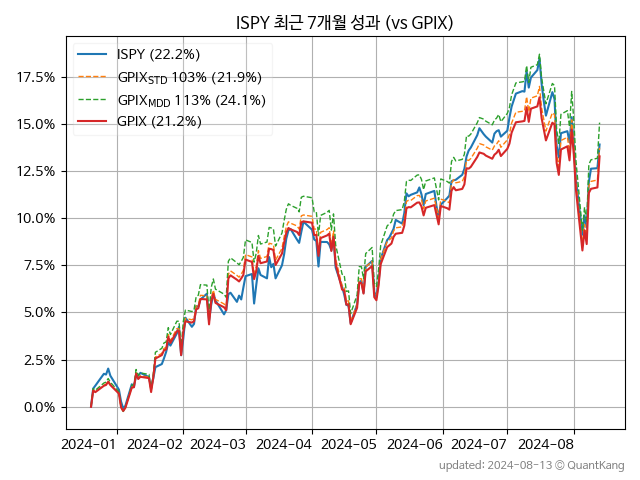 ISPY 최근 7개월 성과 (vs GPIX)
ISPY (22.2%)
GPIXSTD 103% (21.9%)
GPIXMDD 113% (24.1%)
GPIX (21.2%)
17.5%
15.0%
12.5%
10.0%
7.5%
5.0%
2.5%
0.0%
2024-01 2024-02 2024-03 2024-04 2024-05 2024-06 2024-07 2024-08
updated: 2024-08-13 © QuantKang